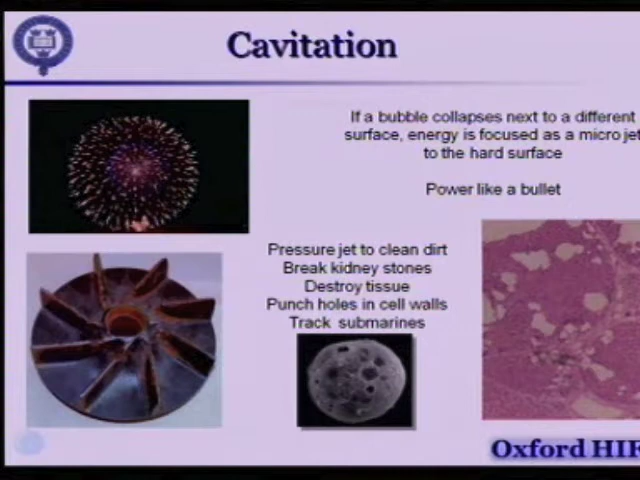 Cavitation
If a bubble collapses next to a different
surface, energy is focused as a micro jet
to the hard surface
Power like a bullet
Pressure jet to clean dirt
Break kidney stones
Destroy tissue
Punch holes in cell walls
Track submarines
Oxford HIF